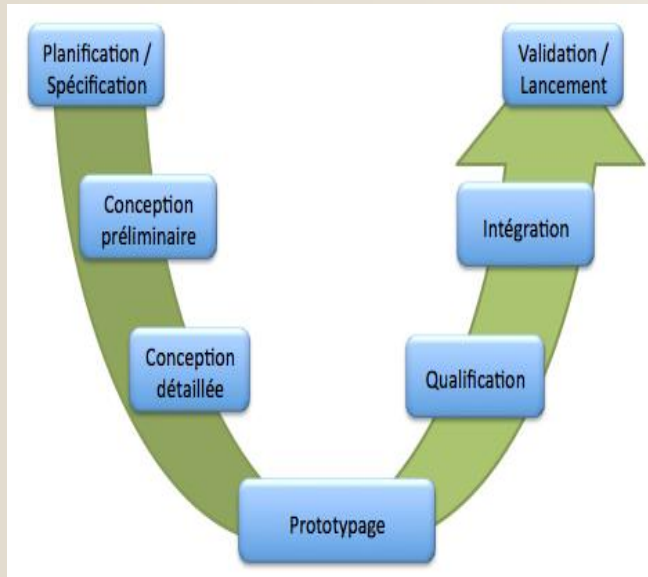 Planification /
Spécification
Conception
préliminaire
Conception
détaillée
Prototypage
Qualification
Intégration
Validation /
Lancement